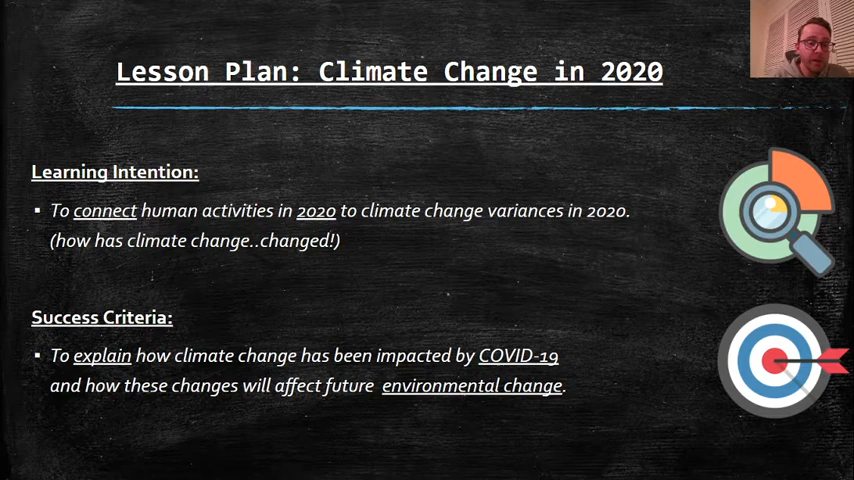 Lesson Plan: Climate Change in 2020
Learning Intention:
▪ To connect human activities in 2020 to climate change variances in 2020.
(how has climate change..changed!)
Success Criteria:
▪ To explain how climate change has been impacted by COVID-19
and how these changes will affect future environmental change.